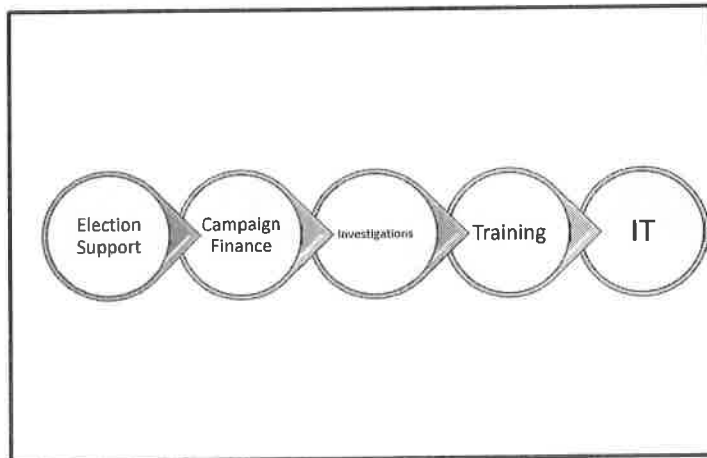 Election
Support
Campaign
Finance
Investigations
Training
IT